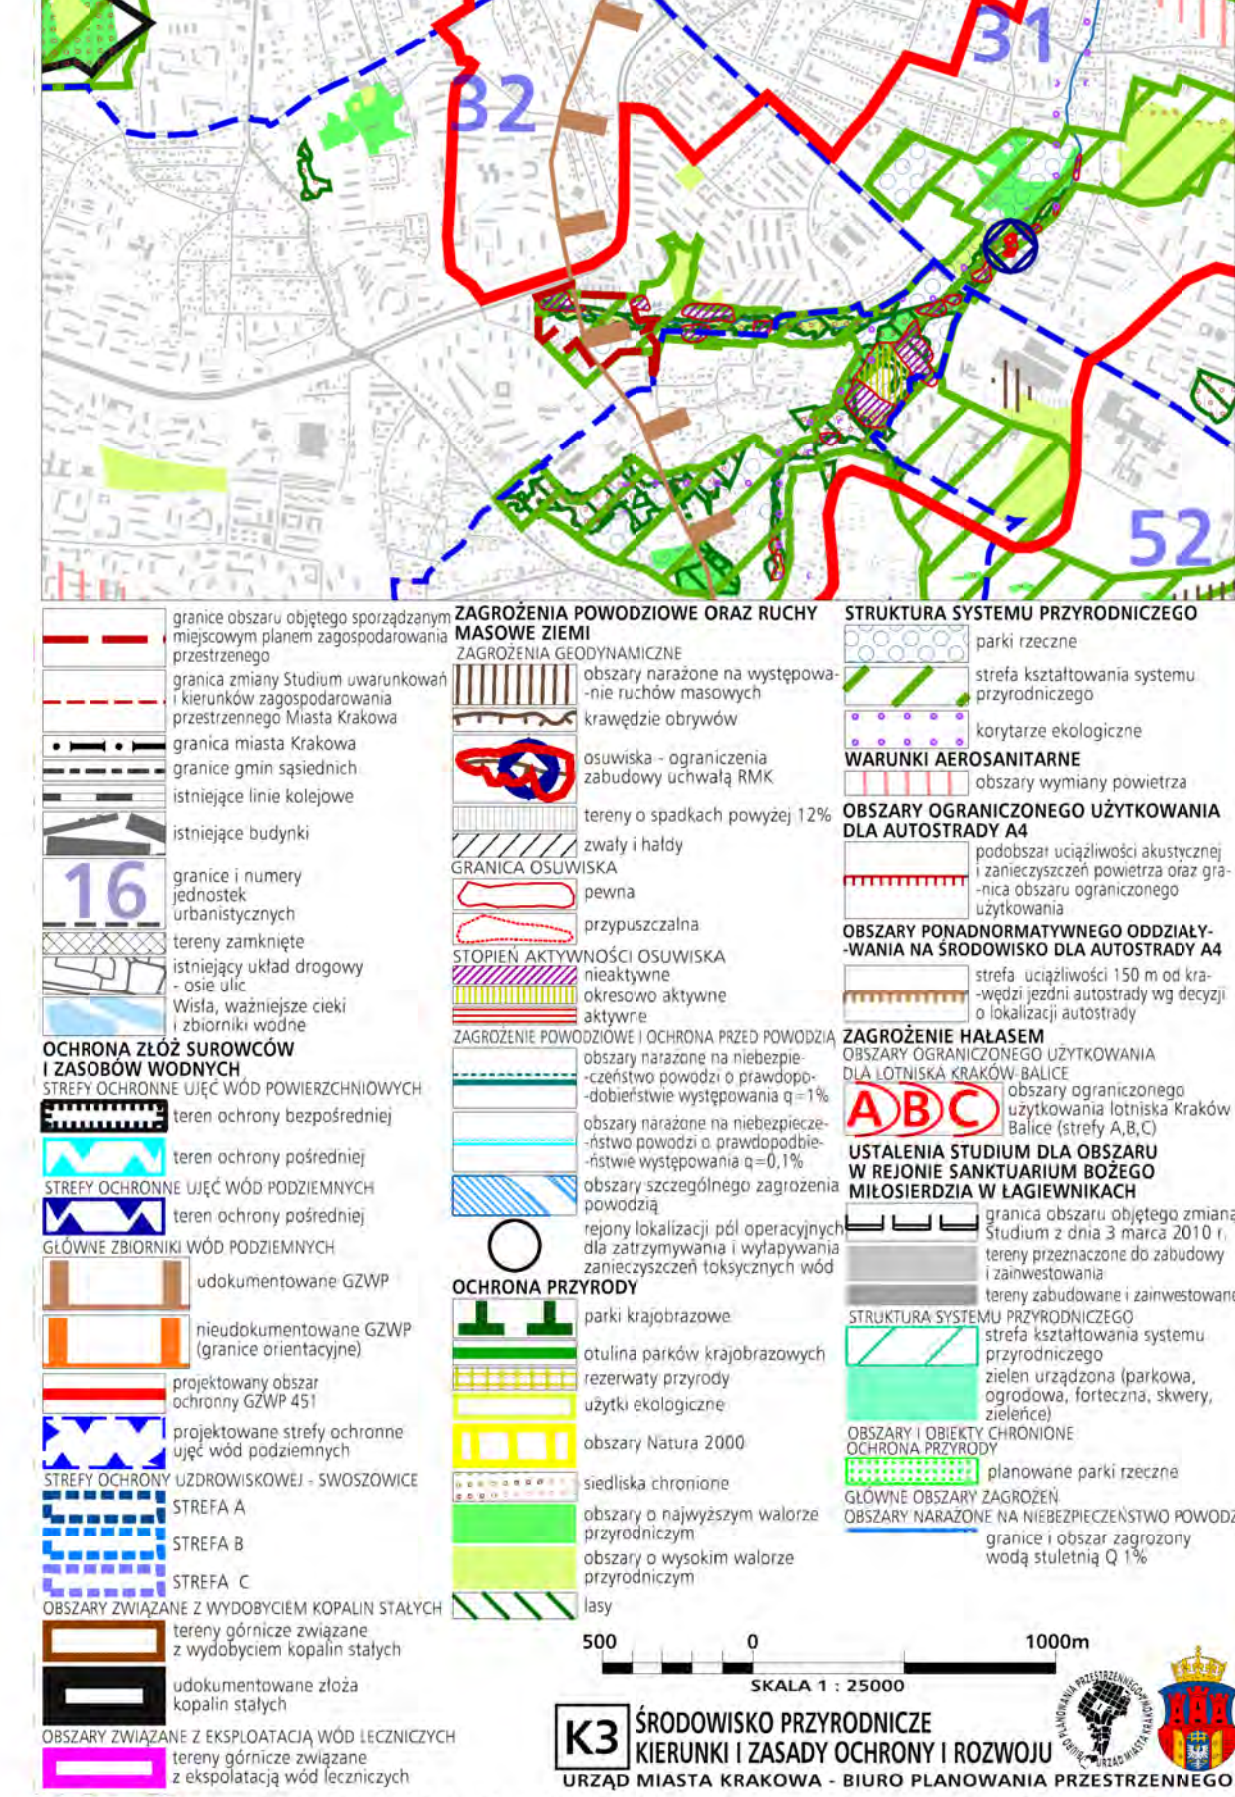 31
32
52
granice obszaru objętego sporządzanym
miejscowym planem zagospodarowania
przestrzenego
granica zmiany Studium uwarunkowań
i kierunków zagospodarowania
przestrzennego Miasta Krakowa
granica miasta Krakowa
granice gmin sąsiednich
istniejące linie kolejowe
istniejące budynki
16
granice i numery
jednostek
urbanistycznych
tereny zamknięte
istniejący układ drogowy
- osie ulic
Wisła, ważniejsze cieki
i zbiorniki wodne
OCHRONA ZŁÓŻ SUROWCÓW
I ZASOBÓW WODNYCH
STREFY OCHRONNE UJĘĆ WÓD POWIERZCHNIOWYCH
teren ochrony bezpośredniej
teren ochrony pośredniej
STREFY OCHRONNE UJĘĆ WÓD PODZIEMNYCH
teren ochrony pośredniej
GŁÓWNE ZBIORNIKI WÓD PODZIEMNYCH
udokumentowane GZWP
nieudokumentowane GZWP
(granice orientacyjne)
projektowany obszar
ochronny GZWP 451
projektowane strefy ochronne
ujęć wód podziemnych
STREFY OCHRONY UZDROWISKOWEJ - SWOSZOWICE
STREFA A
STREFA B
STREFA C
OBSZARY ZWIĄZANE Z WYDOBYCIEM KOPALIN STAŁYCH
tereny górnicze związane
z wydobyciem kopalin stałych
udokumentowane złoża
kopalin stałych
OBSZARY ZWIĄZANE Z EKSPLOATACJĄ WÓD LECZNICZYCH
tereny górnicze związane
z ekspolatacją wód leczniczych
ZAGROŻENIA POWODZIOWE ORAZ RUCHY
MASOWE ZIEMI
ZAGROŻENIA GEODYNAMICZNE
obszary narażone na występowa-
-nie ruchów masowych
krawędzie obrywów
osuwiska - ograniczenia
zabudowy uchwałą RMK
tereny o spadkach powyżej 12%
zwały i hałdy
GRANICA OSUWISKA
pewna
przypuszczalna
STOPIEŃ AKTYWNOŚCI OSUWISKA
nieaktywne
okresowo aktywne
aktywne
ZAGROŻENIE POWODZIOWE I OCHRONA PRZED POWODZIĄ
obszary narażone na niebezpie-
-czeństwo powodzi o prawdopo-
-dobieństwie występowania q=1%
obszary narażone na niebezpiecze-
-ństwo powodzi o prawdopodbie-
-ństwie występowania q=0,1%
obszary szczególnego zagrożenia
powodzią
rejony lokalizacji pól operacyjnych
dla zatrzymywania i wyłapywania
zanieczyszczeń toksycznych wód
OCHRONA PRZYRODY
parki krajobrazowe
otulina parków krajobrazowych
rezerwaty przyrody
użytki ekologiczne
obszary Natura 2000
siedliska chronione
obszary o najwyższym walorze
przyrodniczym
obszary o wysokim walorze
przyrodniczym
lasy
STRUKTURA SYSTEMU PRZYRODNICZEGO
parki rzeczne
strefa kształtowania systemu
przyrodniczego
korytarze ekologiczne
WARUNKI AEROSANITARNE
obszary wymiany powietrza
OBSZARY OGRANICZONEGO UŻYTKOWANIA
DLA AUTOSTRADY A4
podobszar uciążliwości akustycznej
i zanieczyszczeń powietrza oraz gra-
-nica obszaru ograniczonego
użytkowania
OBSZARY PONADNORMATYWNEGO ODDZIAŁY-
-WANIA NA ŚRODOWISKO DLA AUTOSTRADY A4
strefa uciążliwości 150 m od kra-
-wędzi jezdni autostrady wg decyzji
o lokalizacji autostrady
ZAGROŻENIE HAŁASEM
OBSZARY OGRANICZONEGO UŻYTKOWANIA
DLA LOTNISKA KRAKÓW-BALICE
A B C
obszary ograniczonego
użytkowania lotniska Kraków
Balice (strefy A,B,C)
USTALENIA STUDIUM DLA OBSZARU
W REJONIE SANKTUARIUM BOŻEGO
MIŁOSIERDZIA W ŁAGIEWNIKACH
granica obszaru objętego zmianą
Studium z dnia 3 marca 2010 r.
tereny przeznaczone do zabudowy
i zainwestowania
tereny zabudowane i zainwestowane
STRUKTURA SYSTEMU PRZYRODNICZEGO
strefa kształtowania systemu
przyrodniczego
zielen urządzona (parkowa,
ogrodowa, forteczna, skwery,
zieleńce)
OBSZARY I OBIEKTY CHRONIONE
OCHRONA PRZYRODY
planowane parki rzeczne
GŁÓWNE OBSZARY ZAGROŻEŃ
OBSZARY NARAŻONE NA NIEBEZPIECZEŃSTWO POWODZ
granice i obszar zagrożony
wodą stuletnią Q 1%
500 0 1000m
SKALA 1 : 25000
K3
ŚRODOWISKO PRZYRODNICZE
KIERUNKI I ZASADY OCHRONY I ROZWOJU
URZĄD MIASTA KRAKOWA - BIURO PLANOWANIA PRZESTRZENNEGO